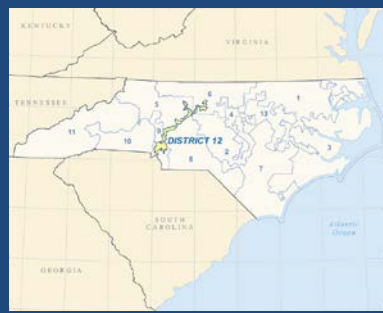 KENTUCKY
VIRGINIA
TENNESSEE
5
6
1
4
13
11
9
DISTRICT 12
10
8
2
3
7
SOUTH
CAROLINA
Atlantic
Ocean
GEORGIA